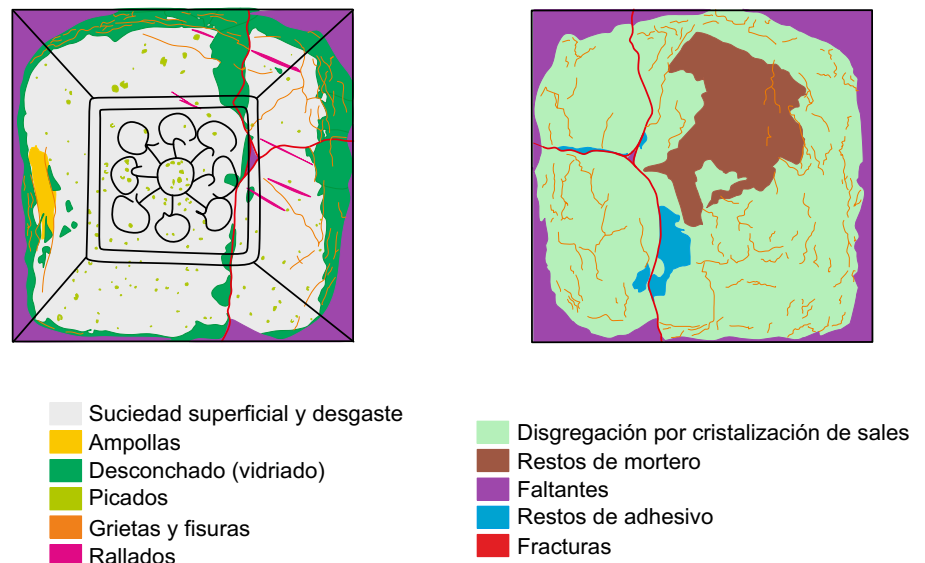 Suciedad superficial y desgaste
Ampollas
Desconchado (vidriado)
Picados
Grietas y fisuras
Rallados
Disgregación por cristalización de sales
Restos de mortero
Faltantes
Restos de adhesivo
Fracturas